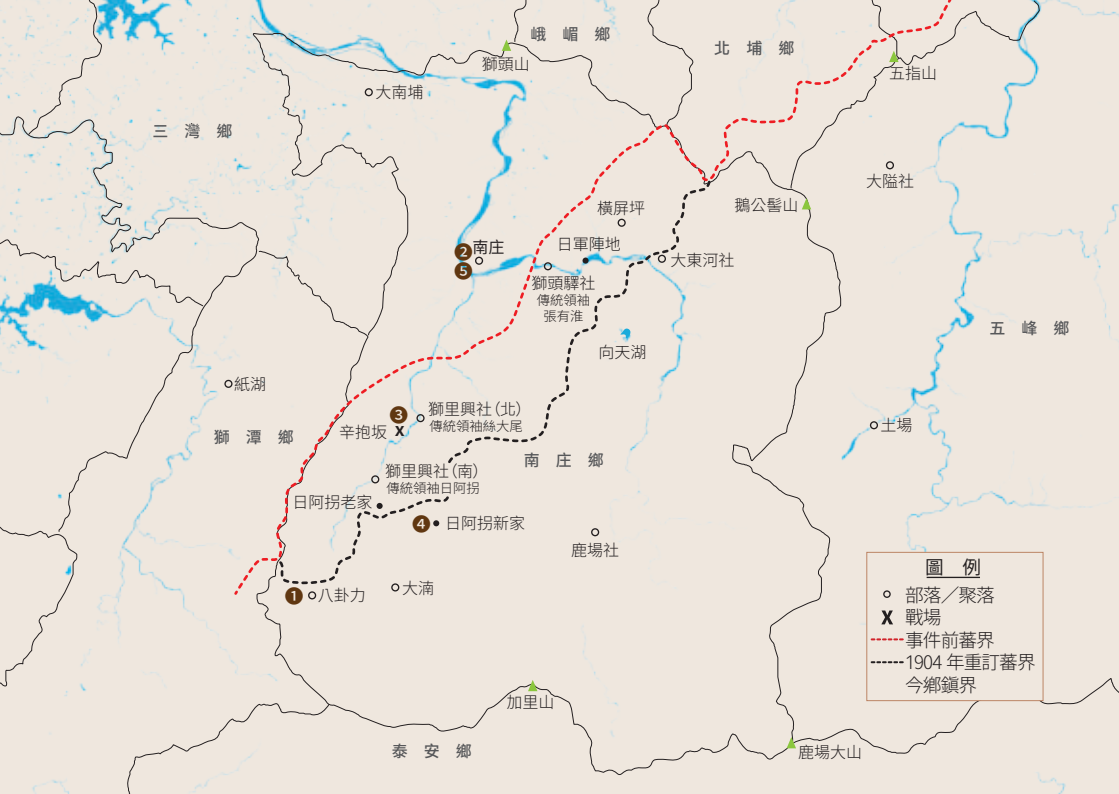 峨嵋鄉
獅頭山
北埔鄉
五指山
大南埔
三灣鄉
大隘社
鵝公髻山
橫屏坪
日軍陣地
大東河社
2
南庄
5
獅頭驛社
傳統領袖
張有淮
向天湖
五峰鄉
紙湖
獅潭鄉
3
辛抱坂
X
獅里興社(北)
傳統領袖絲大尾
士場
南庄鄉
獅里興社(南)
傳統領袖日阿拐
日阿拐老家
4
日阿拐新家
鹿場社
1
八卦力
大湳
加里山
泰安鄉
鹿場大山
圖例
部落／聚落
X 戰場
事件前蕃界
1904 年重訂蕃界
今鄉鎮界